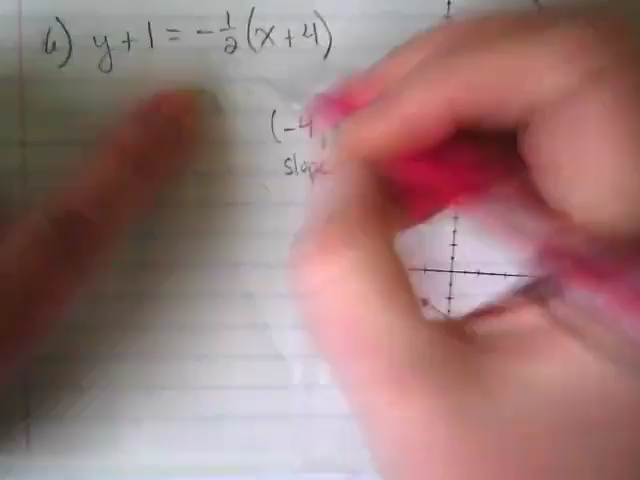 6) y + 1 = -1/2 (x + 4)
(-4,
slope